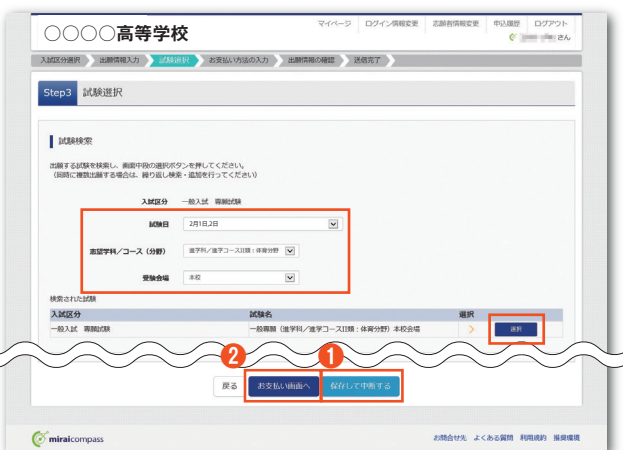 〇〇〇〇高等学校
マイページ ログイン情報変更 志願者情報変更 申込履歴 ログアウト
さん
入試区分選択 出願情報入力 試験選択 お支払い方法の入力 出願情報の確認 送信完了
Step3 試験選択
試験検索
出願する試験を検索し、画面中段の選択ボタンを押してください。
(同時に複数出願する場合は、繰り返し検索・追加を行ってください)
入試区分 一般入試 専願試験
試験日 2月1日,2日
志望学科/コース(分野) 進学科/進学コースII類:体育分野
受験会場 本校
検索された試験
入試区分 試験名 選択
一般入試 専願試験 一般専願(進学科/進学コースII類:体育分野)本校会場 選択
2 1
戻る お支払い画面へ 保存して中断する
miraicompass
お問合せ先 よくある質問 利用規約 推奨環境